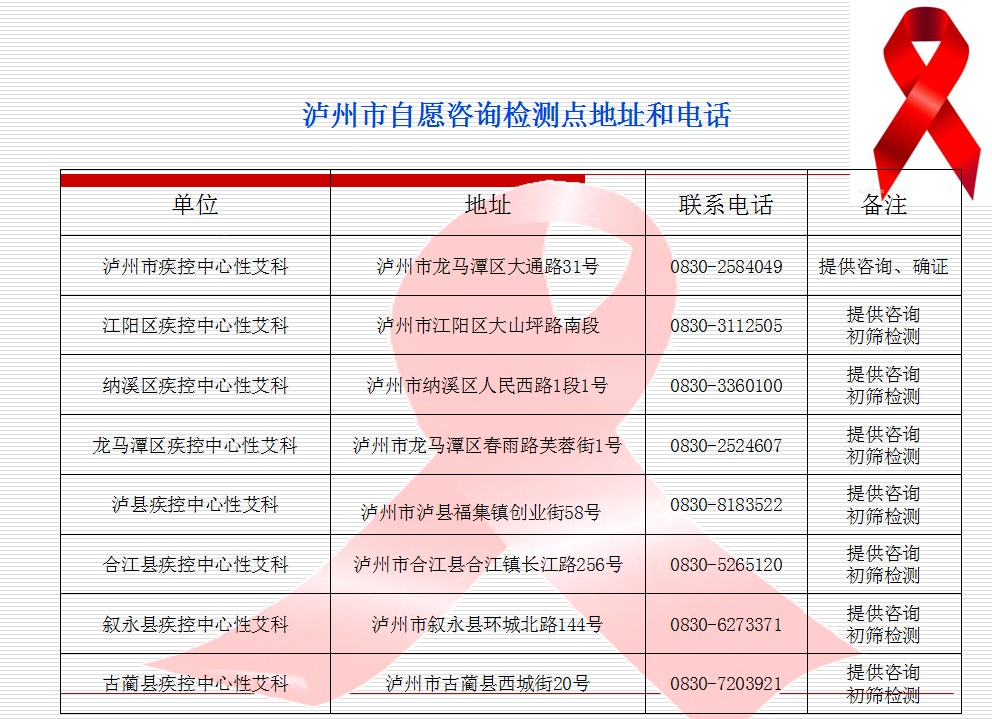 泸州市自愿咨询检测点地址和电话
单位 地址 联系电话 备注
泸州市疾控中心性艾科 泸州市龙马潭区大通路31号 0830-2584049 提供咨询、确证
江阳区疾控中心性艾科 泸州市江阳区大山坪路南段 0830-3112505 提供咨询
初筛检测
纳溪区疾控中心性艾科 泸州市纳溪区人民西路1段1号 0830-3360100 提供咨询
初筛检测
龙马潭区疾控中心性艾科 泸州市龙马潭区春雨路芙蓉街1号 0830-2524607 提供咨询
初筛检测
泸县疾控中心性艾科 泸州市泸县福集镇创业街58号 0830-8183522 提供咨询
初筛检测
合江县疾控中心性艾科 泸州市合江县合江镇长江路256号 0830-5265120 提供咨询
初筛检测
叙永县疾控中心性艾科 泸州市叙永县环城北路144号 0830-6273371 提供咨询
初筛检测
古蔺县疾控中心性艾科 泸州市古蔺县西城街20号 0830-7203921 提供咨询
初筛检测